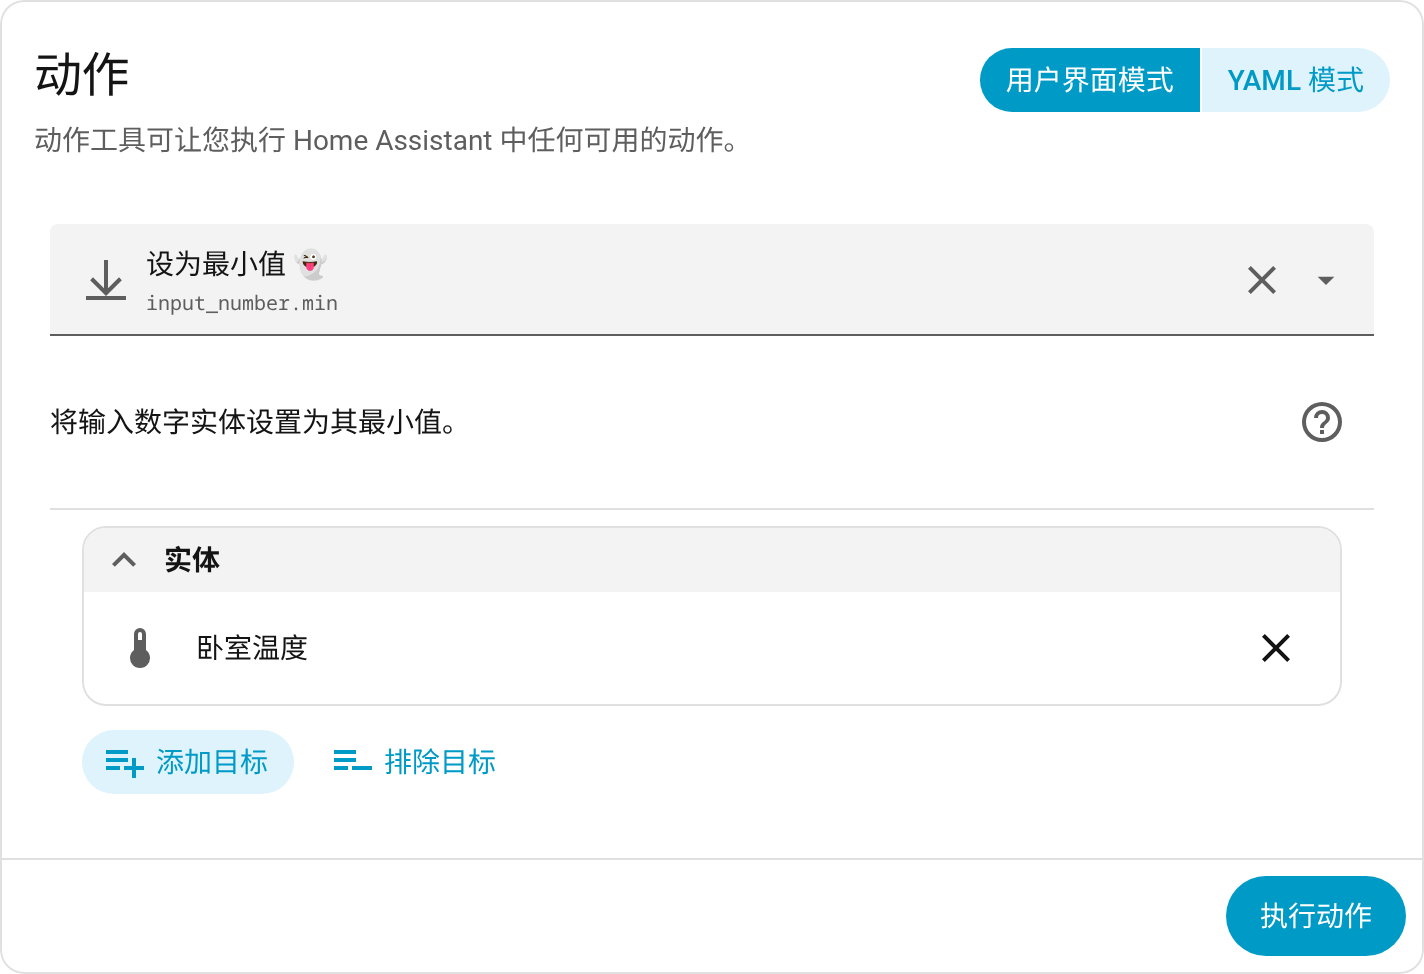 动作
用户界面模式
YAML 模式
动作工具可让您执行 Home Assistant 中任何可用的动作。
设为最小值 👻
input_number.min
将输入数字实体设置为其最小值。
实体
卧室温度
添加目标
排除目标
执行动作